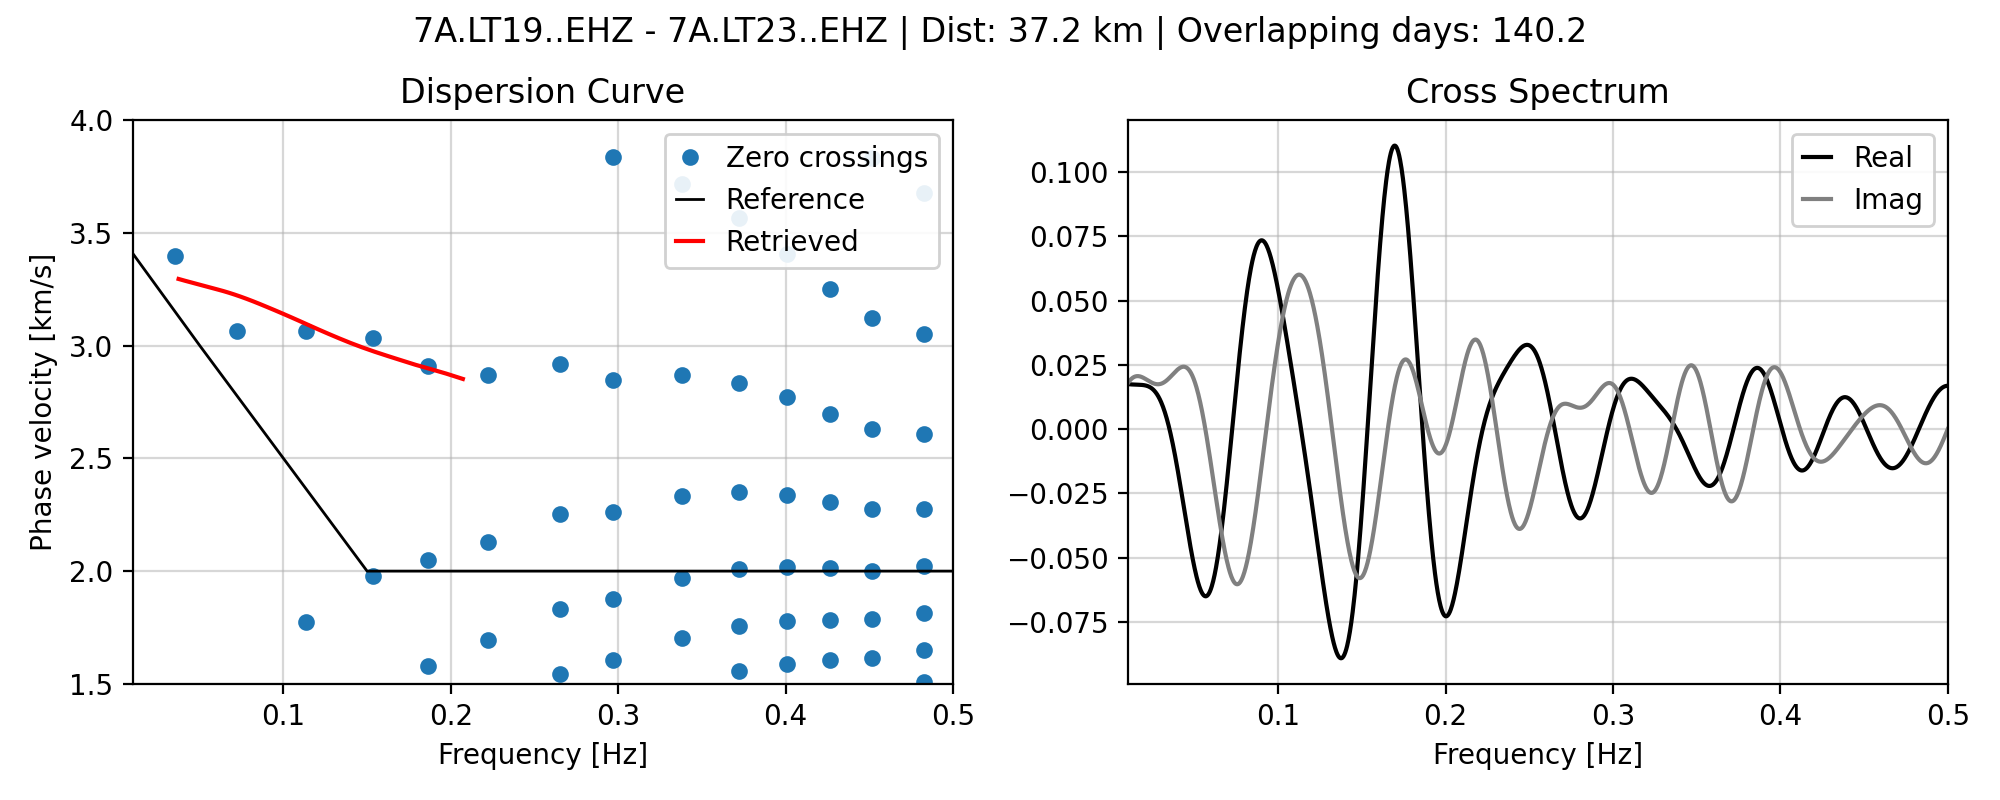 7A.LT19..EHZ - 7A.LT23..EHZ | Dist: 37.2 km | Overlapping days: 140.2
Dispersion Curve
Phase velocity [km/s]
4.0
3.5
3.0
2.5
2.0
1.5
Zero crossings
Reference
Retrieved
0.1 0.2 0.3 0.4 0.5
Frequency [Hz]
Cross Spectrum
0.100
0.075
0.050
0.025
0.000
−0.025
−0.050
−0.075
Real
Imag
0.1 0.2 0.3 0.4 0.5
Frequency [Hz]